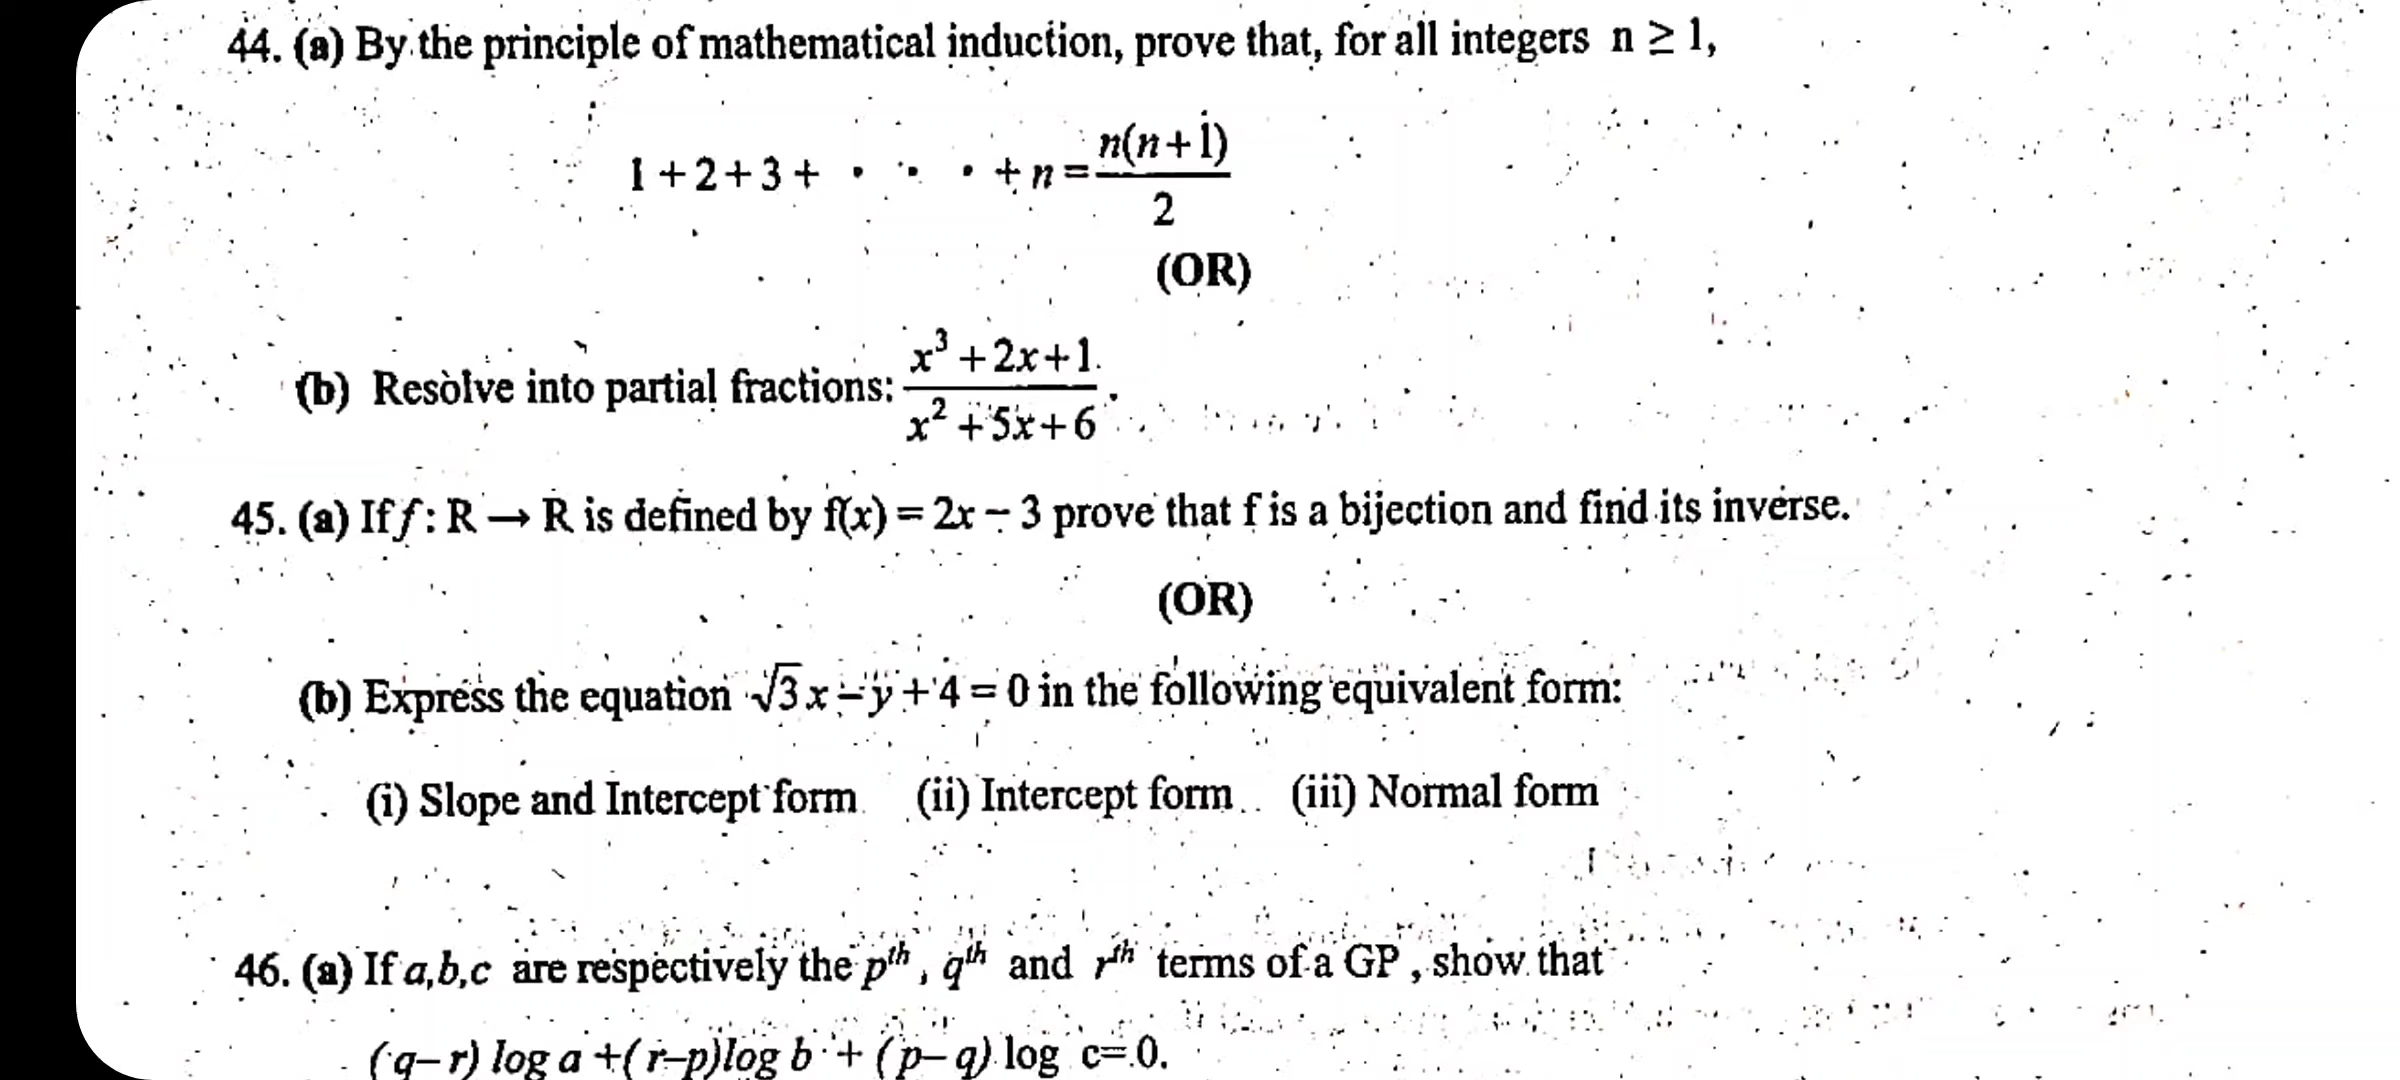 44. (a) By the principle of mathematical induction, prove that, for all integers n ≥ 1,
1+2+3+ · · · +n = n(n+1)/2
(OR)
(b) Resolve into partial fractions: (x³+2x+1)/(x²+5x+6).
45. (a) If f : R → R is defined by f(x) = 2x − 3 prove that f is a bijection and find its inverse.
(OR)
(b) Express the equation √3x − y + 4 = 0 in the following equivalent form:
(i) Slope and Intercept form (ii) Intercept form (iii) Normal form
46. (a) If a,b,c are respectively the pᵗʰ, qᵗʰ and rᵗʰ terms of a GP, show that
(q−r) log a +(r−p)log b + (p−q) log c=0.